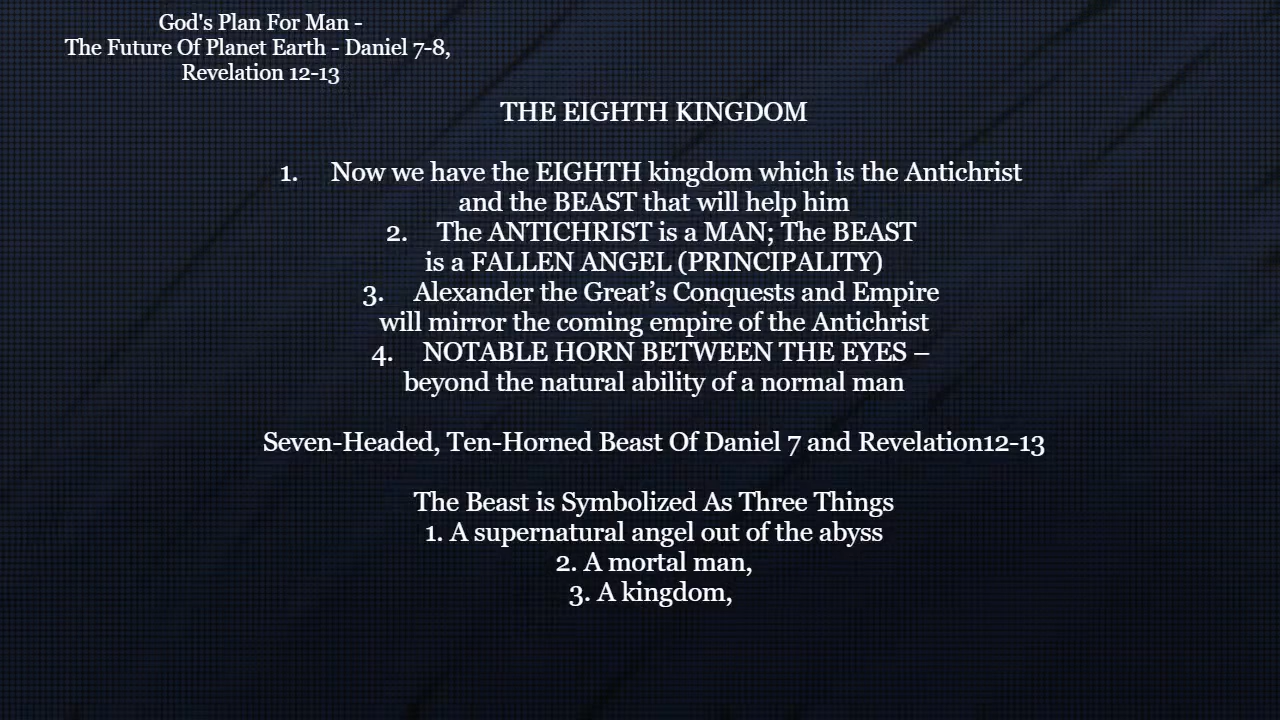 God's Plan For Man -
The Future Of Planet Earth - Daniel 7-8,
Revelation 12-13
THE EIGHTH KINGDOM
1. Now we have the EIGHTH kingdom which is the Antichrist
and the BEAST that will help him
2. The ANTICHRIST is a MAN; The BEAST
is a FALLEN ANGEL (PRINCIPALITY)
3. Alexander the Great’s Conquests and Empire
will mirror the coming empire of the Antichrist
4. NOTABLE HORN BETWEEN THE EYES –
beyond the natural ability of a normal man
Seven-Headed, Ten-Horned Beast Of Daniel 7 and Revelation12-13
The Beast is Symbolized As Three Things
1. A supernatural angel out of the abyss
2. A mortal man,
3. A kingdom,